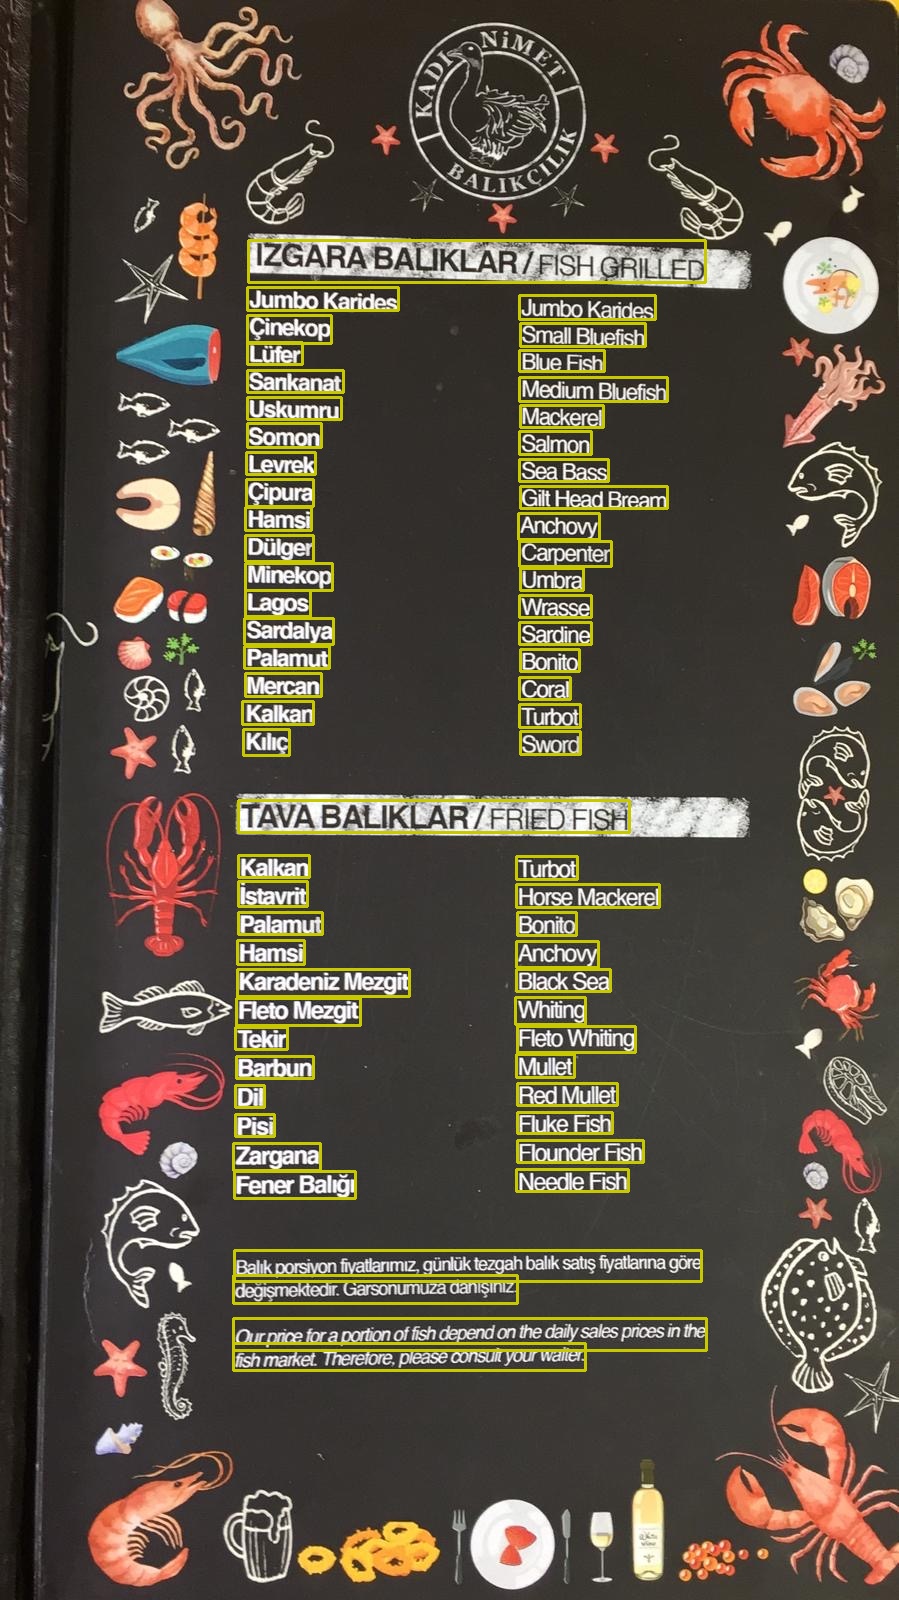 KADI NiMET
BALIKÇILIK
IZGARA BALIKLAR / FISH GRILLED
Jumbo Karides Jumbo Karides
Çinekop Small Bluefish
Lüfer Blue Fish
Sarıkanat Medium Bluefish
Uskumru Mackerel
Somon Salmon
Levrek Sea Bass
Çipura Gilt Head Bream
Hamsi Anchovy
Dülger Carpenter
Minekop Umbra
Lagos Wrasse
Sardalya Sardine
Palamut Bonito
Mercan Coral
Kalkan Turbot
Kılıç Sword
TAVA BALIKLAR / FRIED FISH
Kalkan Turbot
İstavrit Horse Mackerel
Palamut Bonito
Hamsi Anchovy
Karadeniz Mezgit Black Sea
Fleto Mezgit Whiting
Tekir Fleto Whiting
Barbun Mullet
Dil Red Mullet
Pisi Fluke Fish
Zargana Flounder Fish
Fener Balığı Needle Fish
Balık porsiyon fiyatlarımız, günlük tezgah balık satış fiyatlarına göre
değişmektedir. Garsonumuza danışınız.
Our price for a portion of fish depend on the daily sales prices in the
fish market. Therefore, please consult your waiter.